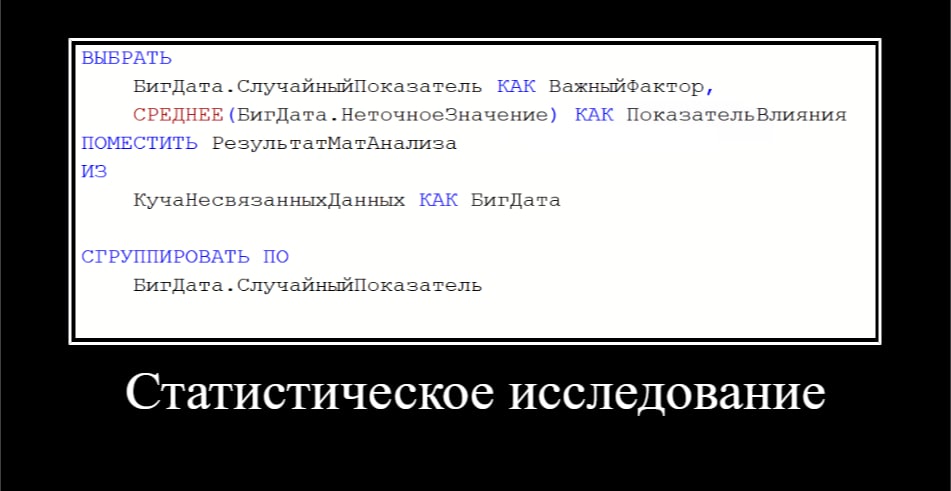 ВЫБРАТЬ
БигДата.СлучайныйПоказатель КАК ВажныйФактор,
СРЕДНЕЕ(БигДата.НеточноеЗначение) КАК ПоказательВлияния
ПОМЕСТИТЬ РезультатМатАнализа
ИЗ
КучаНесвязанныхДанных КАК БигДата
СГРУППИРОВАТЬ ПО
БигДата.СлучайныйПоказатель
Статистическое исследование